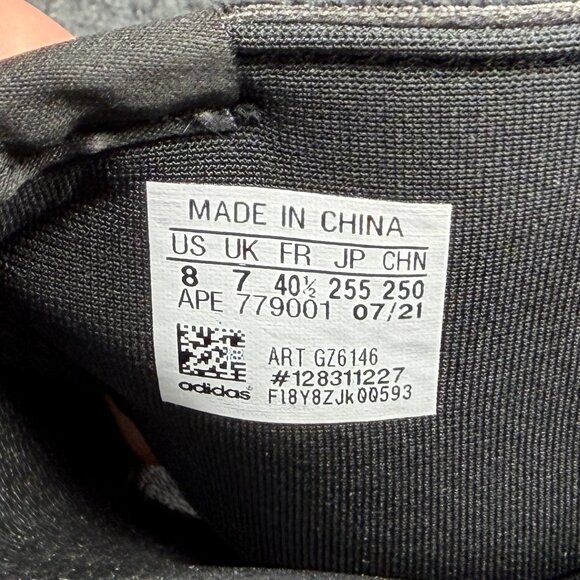 MADE IN CHINA
US UK FR JP CHN
8 7 40½ 255 250
APE 779001 07/21
ART GZ6146
#128311227
adidas
F18Y8ZJk00593